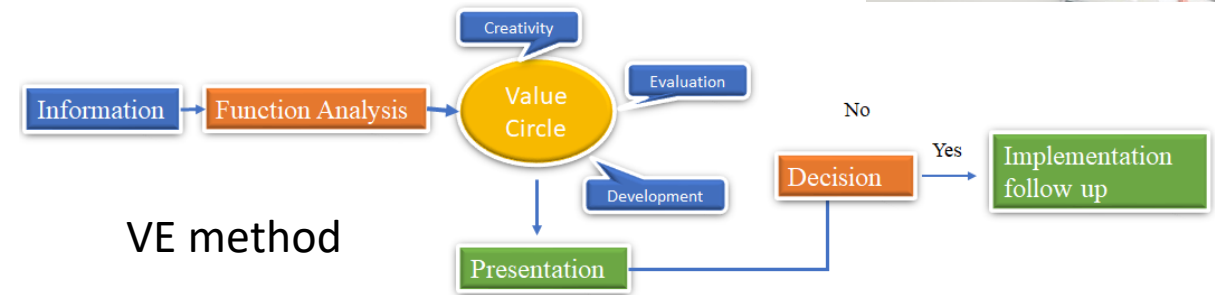 Creativity
Information
Function Analysis
Value
Circle
Evaluation
Development
Presentation
Decision
No
Yes
Implementation
follow up
VE method